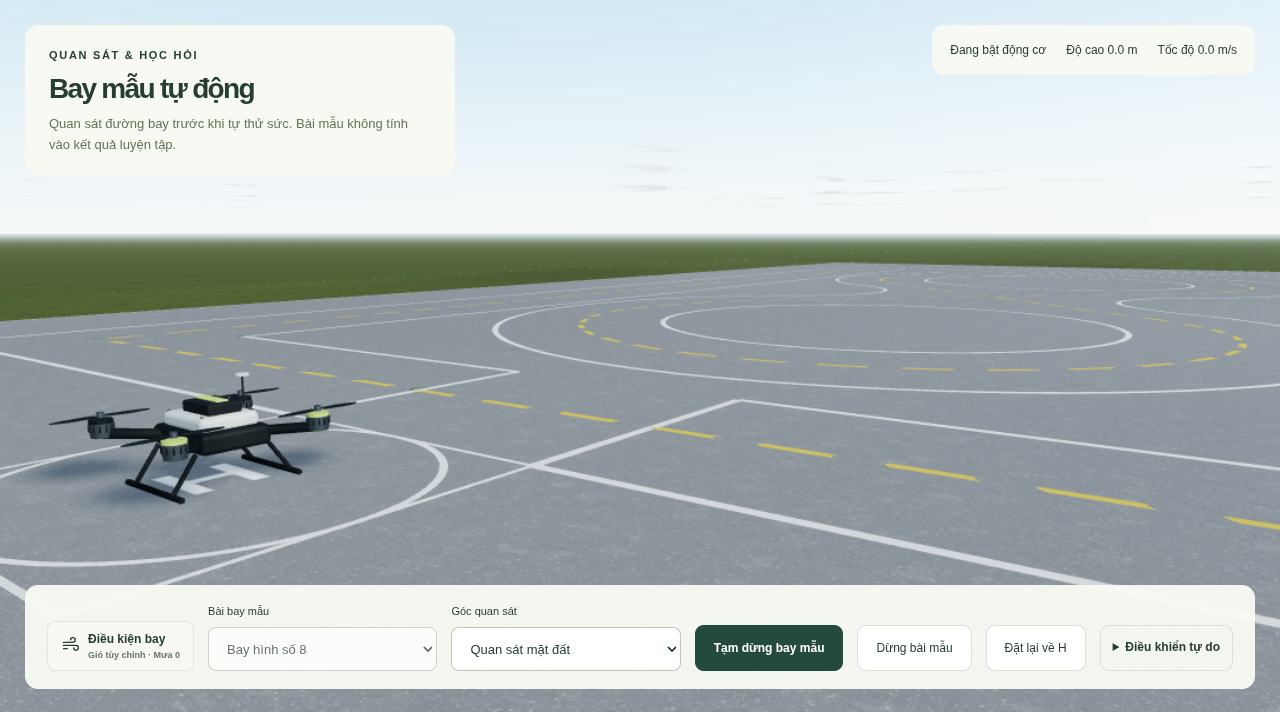 QUAN SÁT & HỌC HỎI
Bay mẫu tự động
Quan sát đường bay trước khi tự thử sức. Bài mẫu không tính
vào kết quả luyện tập.
Đang bật động cơ Độ cao 0.0 m Tốc độ 0.0 m/s
H
Bài bay mẫu
Góc quan sát
Điều kiện bay
Gió tùy chỉnh · Mưa 0
Bay hình số 8
Quan sát mặt đất
Tạm dừng bay mẫu
Dừng bài mẫu
Đặt lại về H
Điều khiển tự do